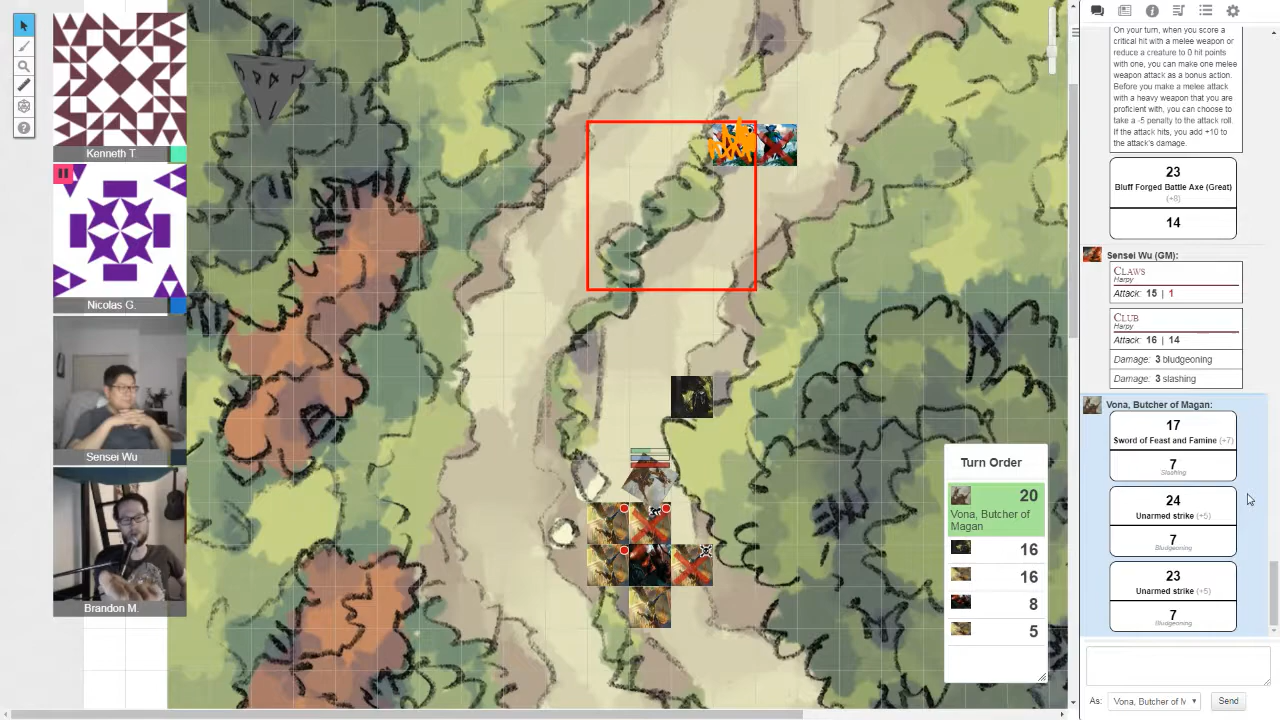 Kenneth T.
Nicolas G.
Sensei Wu
Brandon M.
Turn Order
20
Vona, Butcher of
Magan
16
16
8
5
On your turn, when you score a
critical hit with a melee weapon or
reduce a creature to 0 hit points
with one, you can make one melee
weapon attack as a bonus action.
Before you make a melee attack
with a heavy weapon that you are
proficient with, you can choose to
take a -5 penalty to the attack roll.
If the attack hits, you add +10 to
the attack's damage.
23
Bluff Forged Battle Axe (Great)
(+8)
14
Sensei Wu (GM):
Claws
Harpy
Attack: 15 | 1
Club
Harpy
Attack: 16 | 14
Damage: 3 bludgeoning
Damage: 3 slashing
Vona, Butcher of Magan:
17
Sword of Feast and Famine (+7)
7
Slashing
24
Unarmed strike (+5)
7
Bludgeoning
23
Unarmed strike (+5)
7
Bludgeoning
As:
Vona, Butcher of M
Send